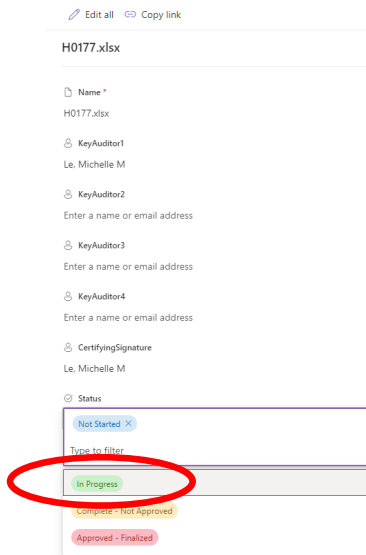 Edit all Copy link
H0177.xlsx
Name *
H0177.xlsx
KeyAuditor1
Le, Michelle M
KeyAuditor2
Enter a name or email address
KeyAuditor3
Enter a name or email address
KeyAuditor4
Enter a name or email address
CertifyingSignature
Le, Michelle M
Status
Not Started ×
Type to filter
In Progress
Complete - Not Approved
Approved - Finalized